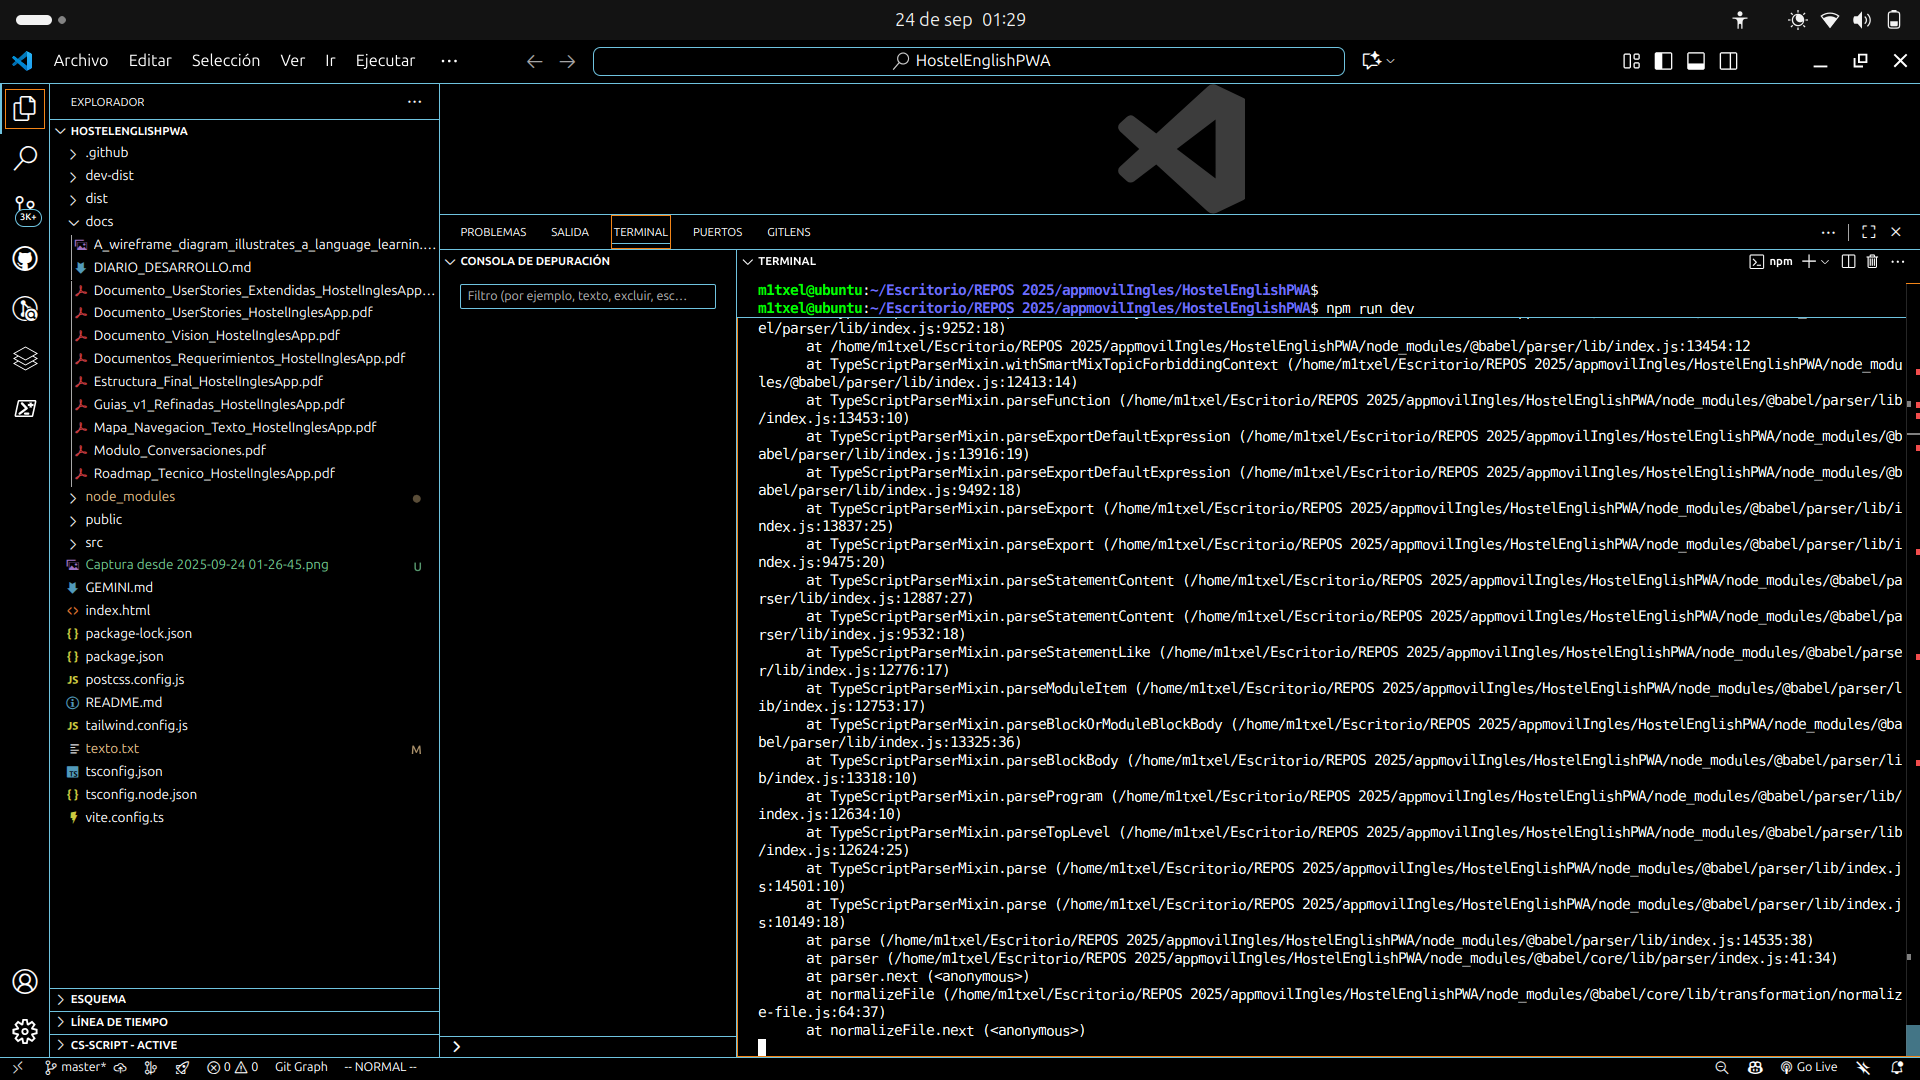 24 de sep 01:29
Archivo Editar Selección Ver Ir Ejecutar ···
HostelEnglishPWA
EXPLORADOR
HOSTELENGLISHPWA
.github
dev-dist
dist
docs
A_wireframe_diagram_illustrates_a_language_learnin....
DIARIO_DESARROLLO.md
Documento_UserStories_Extendidas_HostelInglesApp...
Documento_UserStories_HostelInglesApp.pdf
Documento_Vision_HostelInglesApp.pdf
Documentos_Requerimientos_HostelInglesApp.pdf
Estructura_Final_HostelInglesApp.pdf
Guias_v1_Refinadas_HostelInglesApp.pdf
Mapa_Navegacion_Texto_HostelInglesApp.pdf
Modulo_Conversaciones.pdf
Roadmap_Tecnico_HostelInglesApp.pdf
node_modules
public
src
Captura desde 2025-09-24 01-26-45.png U
GEMINI.md
index.html
package-lock.json
package.json
postcss.config.js
README.md
tailwind.config.js
texto.txt M
tsconfig.json
tsconfig.node.json
vite.config.ts
ESQUEMA
LÍNEA DE TIEMPO
CS-SCRIPT - ACTIVE
3K+
PROBLEMAS SALIDA TERMINAL PUERTOS GITLENS
CONSOLA DE DEPURACIÓN
Filtro (por ejemplo, texto, excluir, esc...
TERMINAL
npm
m1txel@ubuntu:~/Escritorio/REPOS 2025/appmovilIngles/HostelEnglishPWA$
m1txel@ubuntu:~/Escritorio/REPOS 2025/appmovilIngles/HostelEnglishPWA$ npm run dev
el/parser/lib/index.js:9252:18)
at /home/m1txel/Escritorio/REPOS 2025/appmovilIngles/HostelEnglishPWA/node_modules/@babel/parser/lib/index.js:13454:12
at TypeScriptParserMixin.withSmartMixTopicForbiddingContext (/home/m1txel/Escritorio/REPOS 2025/appmovilIngles/HostelEnglishPWA/node_modu
les/@babel/parser/lib/index.js:12413:14)
at TypeScriptParserMixin.parseFunction (/home/m1txel/Escritorio/REPOS 2025/appmovilIngles/HostelEnglishPWA/node_modules/@babel/parser/lib
/index.js:13453:10)
at TypeScriptParserMixin.parseExportDefaultExpression (/home/m1txel/Escritorio/REPOS 2025/appmovilIngles/HostelEnglishPWA/node_modules/@b
abel/parser/lib/index.js:13916:19)
at TypeScriptParserMixin.parseExportDefaultExpression (/home/m1txel/Escritorio/REPOS 2025/appmovilIngles/HostelEnglishPWA/node_modules/@b
abel/parser/lib/index.js:9492:18)
at TypeScriptParserMixin.parseExport (/home/m1txel/Escritorio/REPOS 2025/appmovilIngles/HostelEnglishPWA/node_modules/@babel/parser/lib/i
ndex.js:13837:25)
at TypeScriptParserMixin.parseExport (/home/m1txel/Escritorio/REPOS 2025/appmovilIngles/HostelEnglishPWA/node_modules/@babel/parser/lib/i
ndex.js:9475:20)
at TypeScriptParserMixin.parseStatementContent (/home/m1txel/Escritorio/REPOS 2025/appmovilIngles/HostelEnglishPWA/node_modules/@babel/pa
rser/lib/index.js:12887:27)
at TypeScriptParserMixin.parseStatementContent (/home/m1txel/Escritorio/REPOS 2025/appmovilIngles/HostelEnglishPWA/node_modules/@babel/pa
rser/lib/index.js:9532:18)
at TypeScriptParserMixin.parseStatementLike (/home/m1txel/Escritorio/REPOS 2025/appmovilIngles/HostelEnglishPWA/node_modules/@babel/parse
r/lib/index.js:12776:17)
at TypeScriptParserMixin.parseModuleItem (/home/m1txel/Escritorio/REPOS 2025/appmovilIngles/HostelEnglishPWA/node_modules/@babel/parser/l
ib/index.js:12753:17)
at TypeScriptParserMixin.parseBlockOrModuleBlockBody (/home/m1txel/Escritorio/REPOS 2025/appmovilIngles/HostelEnglishPWA/node_modules/@ba
bel/parser/lib/index.js:13325:36)
at TypeScriptParserMixin.parseBlockBody (/home/m1txel/Escritorio/REPOS 2025/appmovilIngles/HostelEnglishPWA/node_modules/@babel/parser/li
b/index.js:13318:10)
at TypeScriptParserMixin.parseProgram (/home/m1txel/Escritorio/REPOS 2025/appmovilIngles/HostelEnglishPWA/node_modules/@babel/parser/lib/
index.js:12634:10)
at TypeScriptParserMixin.parseTopLevel (/home/m1txel/Escritorio/REPOS 2025/appmovilIngles/HostelEnglishPWA/node_modules/@babel/parser/lib
/index.js:12624:25)
at TypeScriptParserMixin.parse (/home/m1txel/Escritorio/REPOS 2025/appmovilIngles/HostelEnglishPWA/node_modules/@babel/parser/lib/index.j
s:14501:10)
at TypeScriptParserMixin.parse (/home/m1txel/Escritorio/REPOS 2025/appmovilIngles/HostelEnglishPWA/node_modules/@babel/parser/lib/index.j
s:10149:18)
at parse (/home/m1txel/Escritorio/REPOS 2025/appmovilIngles/HostelEnglishPWA/node_modules/@babel/parser/lib/index.js:14535:38)
at parser (/home/m1txel/Escritorio/REPOS 2025/appmovilIngles/HostelEnglishPWA/node_modules/@babel/core/lib/parser/index.js:41:34)
at parser.next (<anonymous>)
at normalizeFile (/home/m1txel/Escritorio/REPOS 2025/appmovilIngles/HostelEnglishPWA/node_modules/@babel/core/lib/transformation/normaliz
e-file.js:64:37)
at normalizeFile.next (<anonymous>)
master* 0 0 Git Graph -- NORMAL -- Go Live